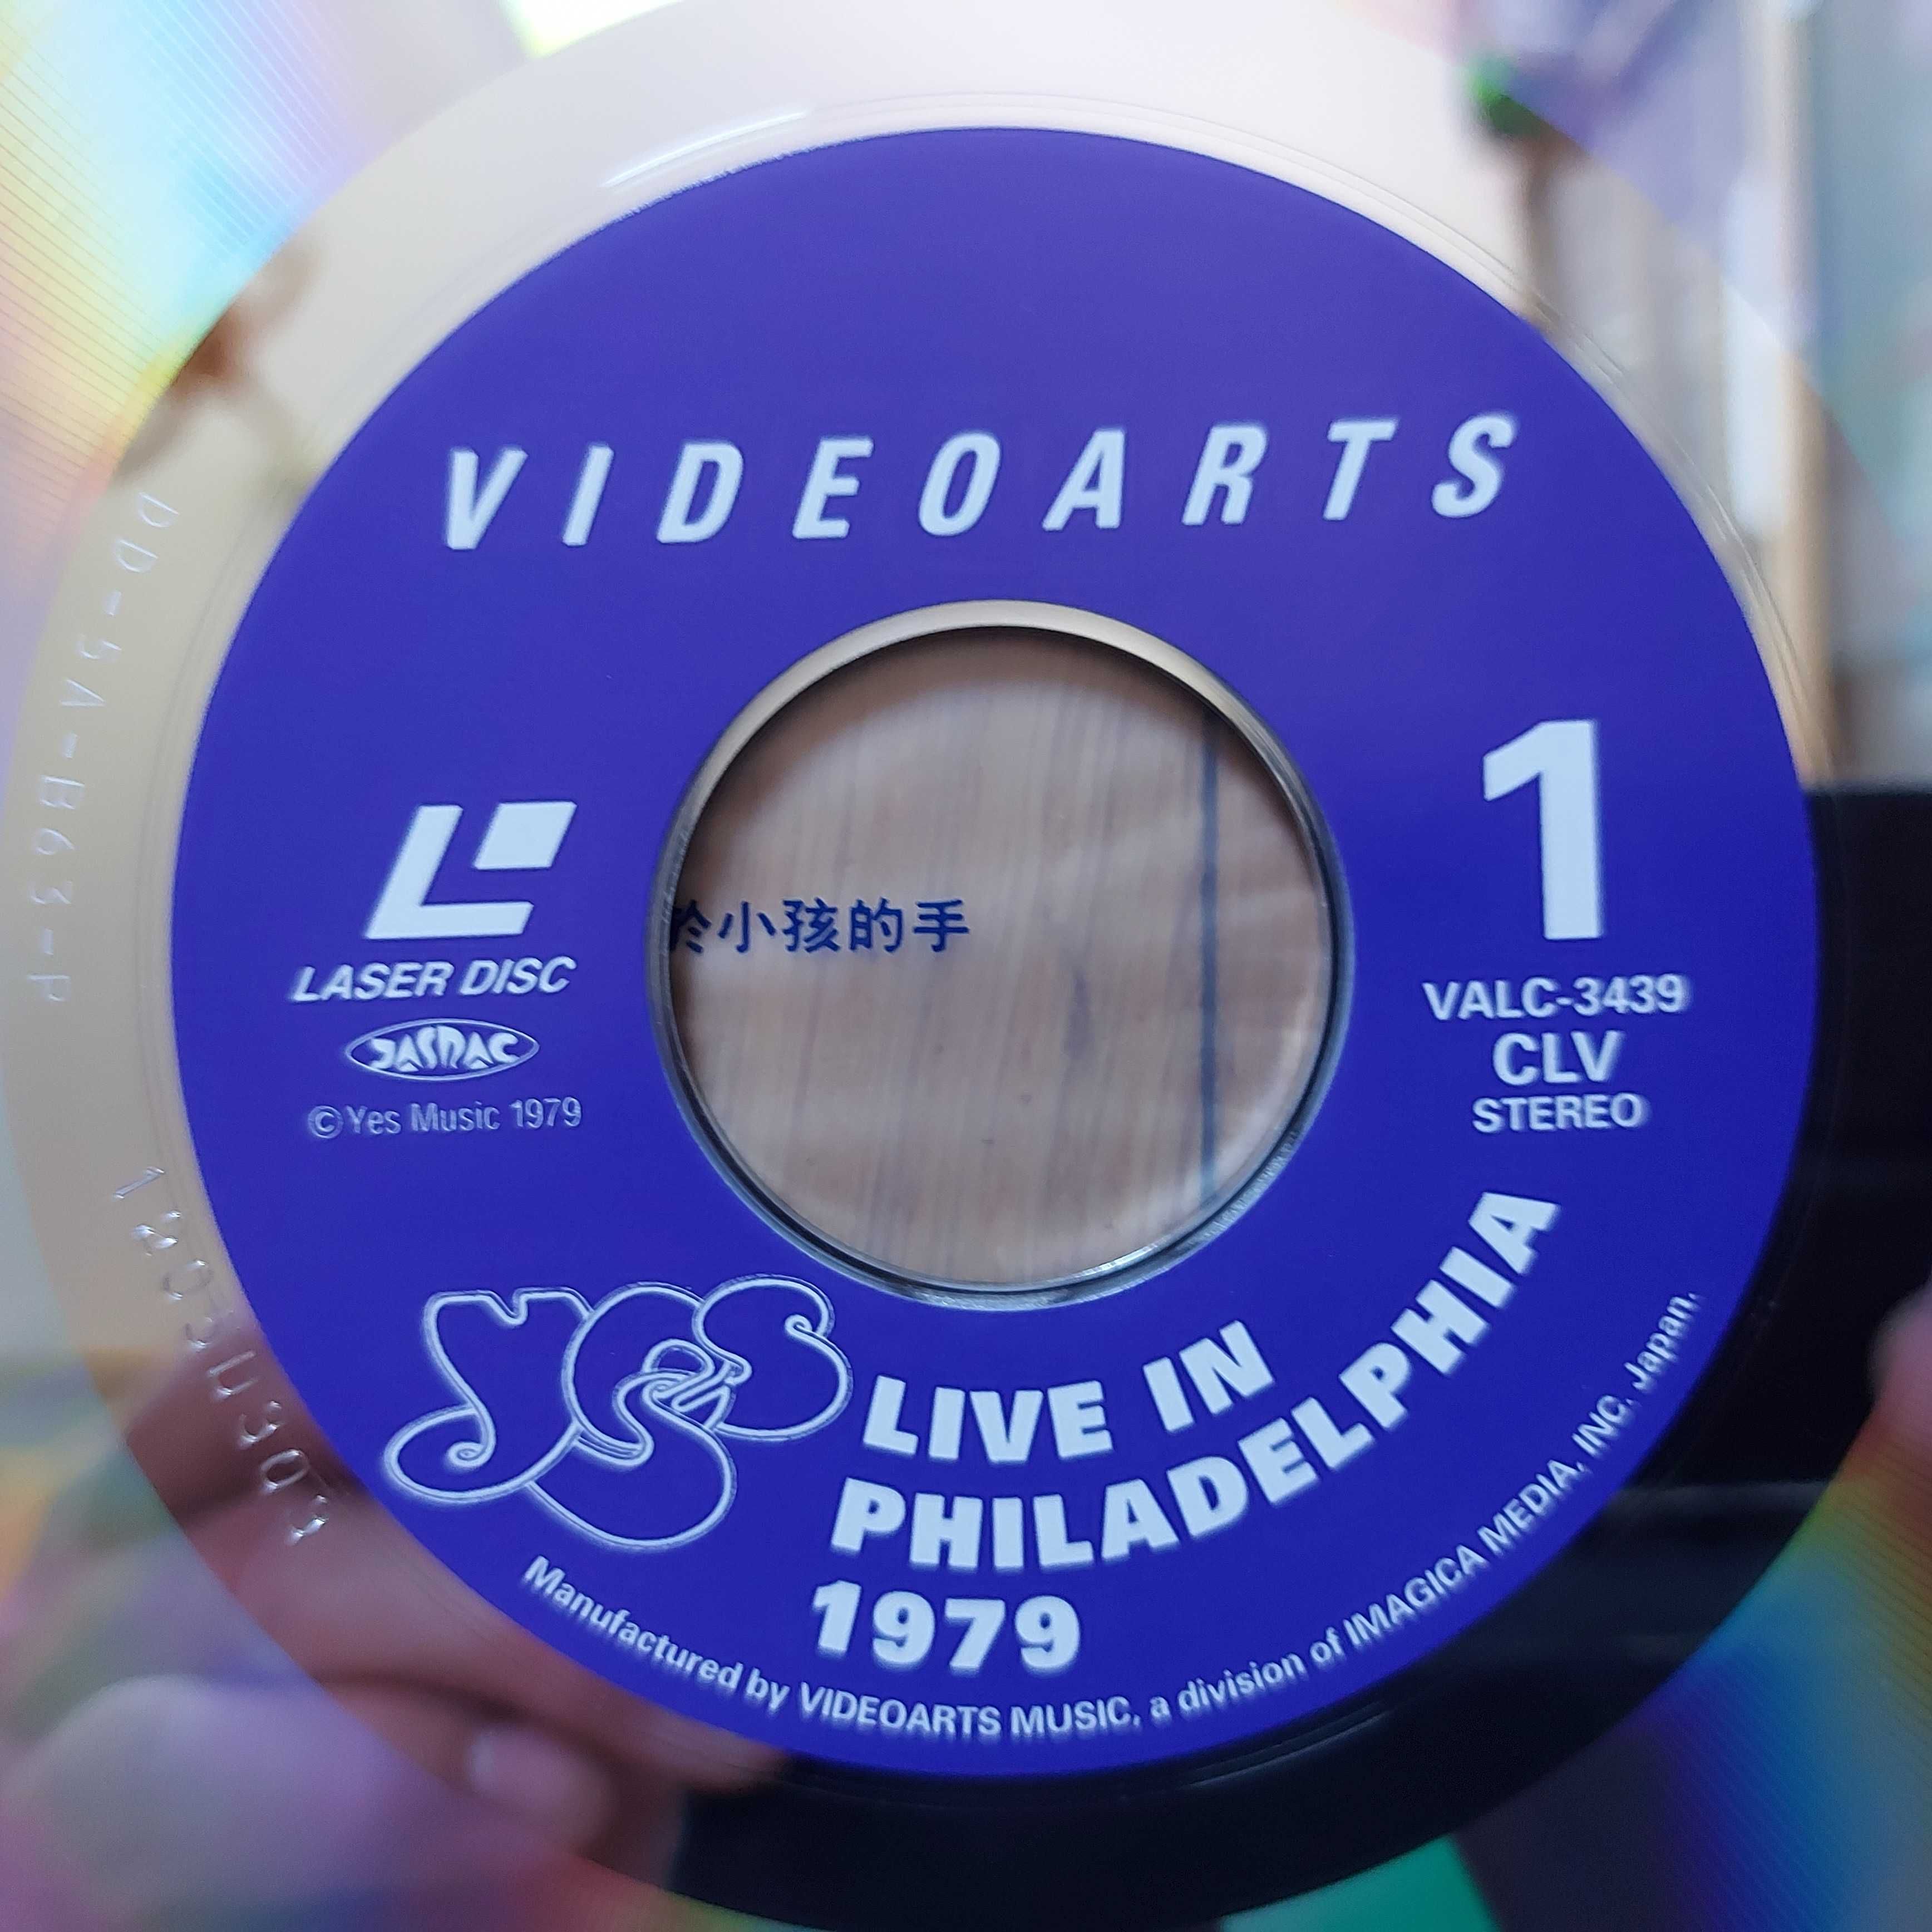 VIDEOARTS
LASER DISC
JASRAC
©Yes Music 1979
1
VALC-3439
CLV
STEREO
小孩的手
yes
LIVE IN
PHILADELPHIA
1979
Manufactured by VIDEOARTS MUSIC, a division of IMAGICA MEDIA, INC. Japan.